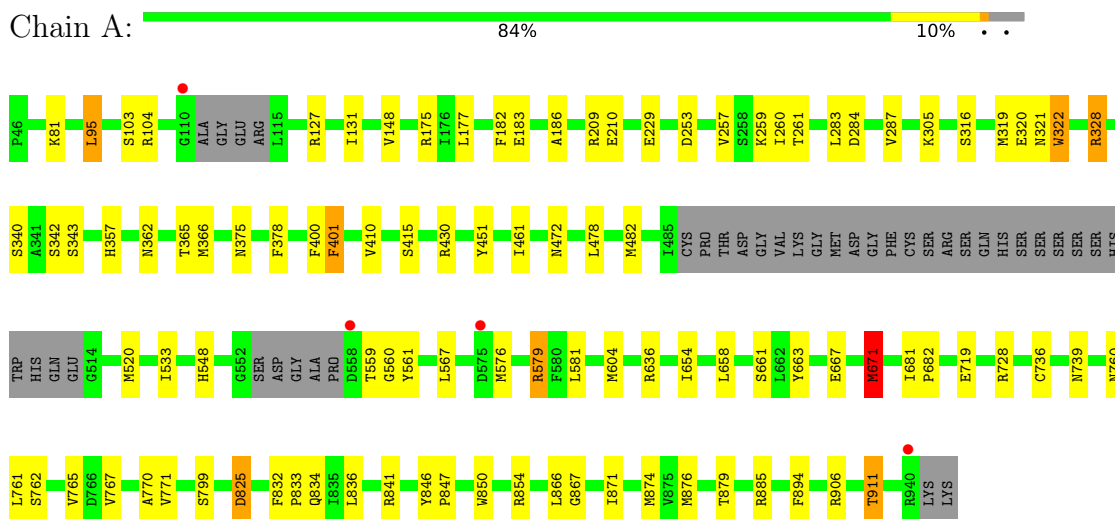 Chain A:
84% 10% • •
P46 K81 L95 S103 R104 G110 ALA GLY GLU ARG L115 R127 I131 V148 R175 I176 L177 F182 E183 A186 R209 E210 E229 D253 V257 S258 K259 I260 T261 L283 D284 V287 K305 S316 M319 E320 N321 W322 R328
S340 A341 S342 S343 H357 N362 T365 M366 N375 F378 F400 F401 V410 S415 R430 Y451 I461 N472 L478 M482 I485 CYS PRO THR ASP GLY VAL LYS GLY MET ASP GLY PHE CYS SER ARG SER GLN HIS SER SER SER SER SER HIS
TRP HIS GLN GLU G514 M520 I533 H548 G552 SER ASP GLY ALA PRO D558 T559 G560 Y561 L567 D575 M576 R579 F580 L581 M604 R636 I654 L658 S661 L662 Y663 E667 M671 I681 P682 E719 R728 C736 N739 N760
L761 S762 V765 D766 V767 A770 V771 S799 D825 F832 P833 Q834 I835 L836 R841 Y846 P847 W850 R854 L866 G867 I871 M874 V875 M876 T879 R885 F894 R906 T911 R940 LYS LYS